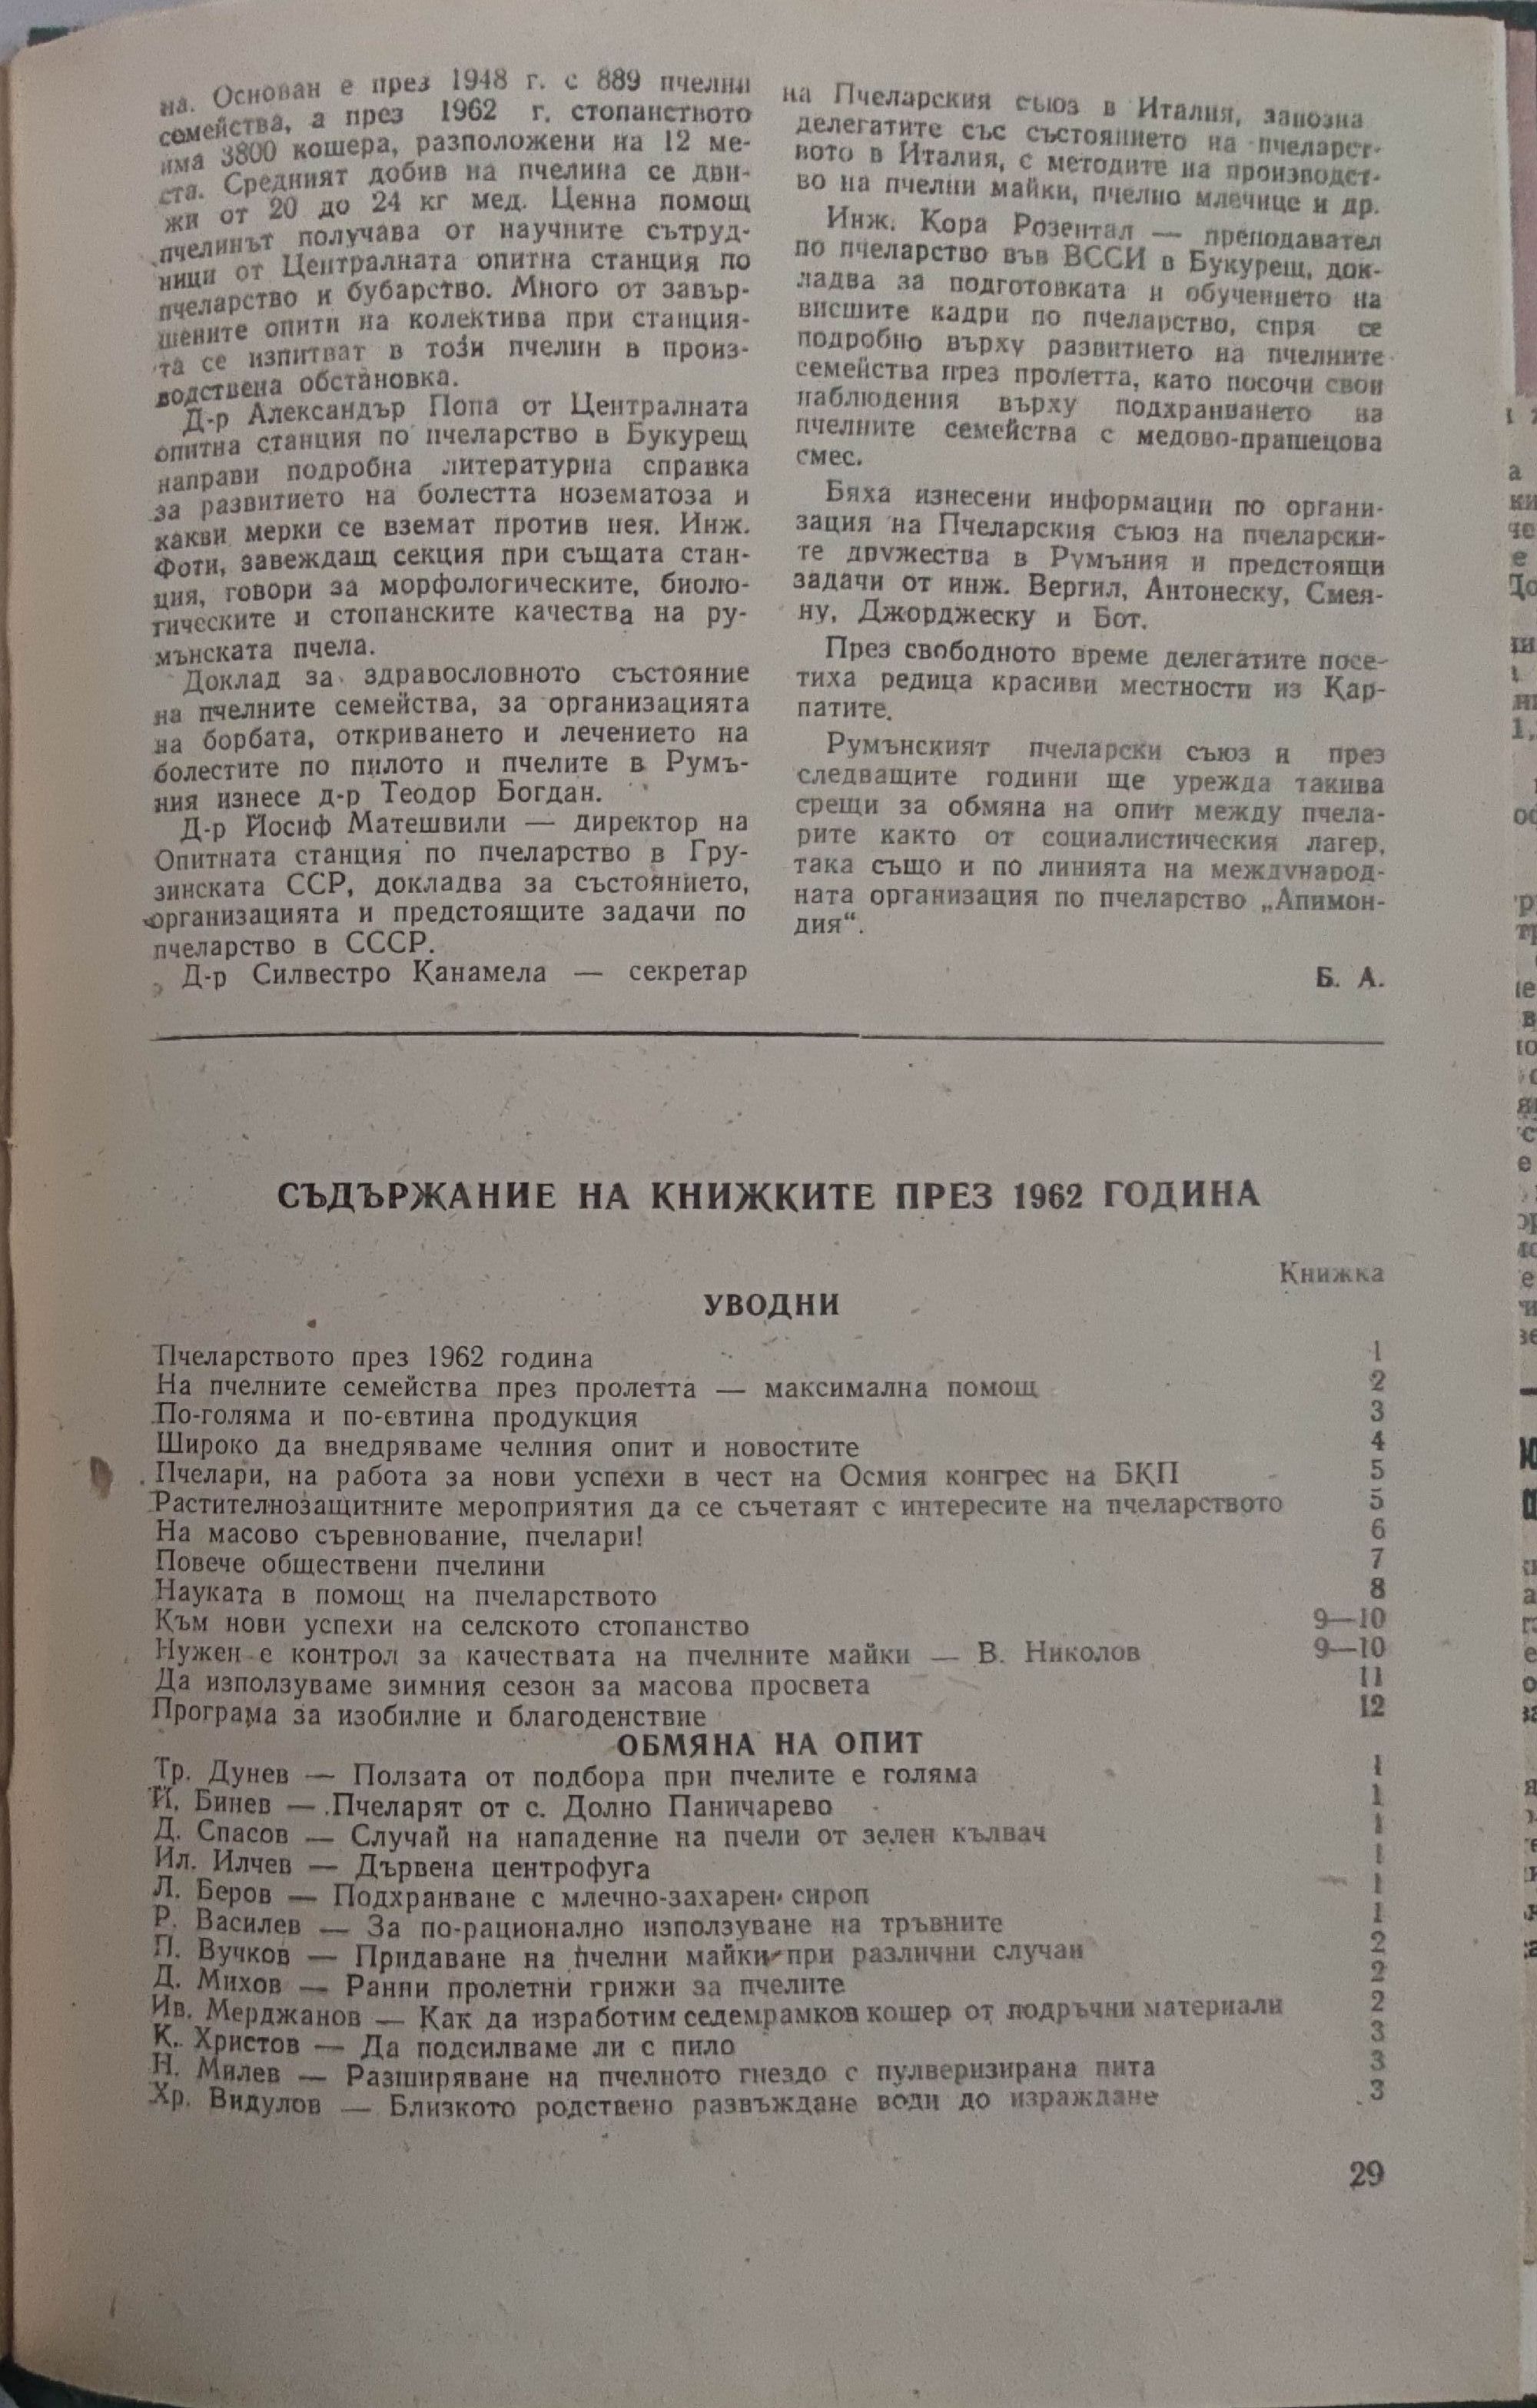 на. Основан е през 1948 г. с 889 пчелни
семейства, а през 1962 г. стопанството
има 3800 кошера, разположени на 12 ме-
ста. Средният добив на пчелина се дви-
жи от 20 до 24 кг мед. Ценна помощ
пчелинът получава от научните сътруд-
ници от Централната опитна станция по
пчеларство и бубарство. Много от завър-
шените опити на колектива при станция-
та се изпитват в този пчелин в произ-
водствена обстановка.
Д-р Александър Попа от Централната
опитна станция по пчеларство в Букурещ
направи подробна литературна справка
за развитието на болестта нозематоза и
какви мерки се вземат против нея. Инж.
Фоти, завеждащ секция при същата стан-
ция, говори за морфологическите, биоло-
гическите и стопанските качества на ру-
мънската пчела.
Доклад за здравословното състояние
на пчелните семейства, за организацията
на борбата, откриването и лечението на
болестите по пилото и пчелите в Румъ-
ния изнесе д-р Теодор Богдан.
Д-р Йосиф Матешвили — директор на
Опитната станция по пчеларство в Гру-
зинската ССР, докладва за състоянието,
организацията и предстоящите задачи по
пчеларство в СССР.
Д-р Силвестро Канамела — секретар
на Пчеларския съюз в Италия, запозна
делегатите със състоянието на пчеларст-
вото в Италия, с методите на производст-
во на пчелни майки, пчелно млечице и др.
Инж. Кора Розентал — преподавател
по пчеларство във ВССИ в Букурещ, док-
ладва за подготовката и обучението на
висшите кадри по пчеларство, спря се
подробно върху развитието на пчелните
семейства през пролетта, като посочи свои
наблюдения върху подхранването на
пчелните семейства с медово-прашецова
смес.
Бяха изнесени информации по органи-
зация на Пчеларския съюз на пчеларски-
те дружества в Румъния и предстоящи
задачи от инж. Вергил, Антонеску, Смея-
ну, Джорджеску и Бот.
През свободното време делегатите посе-
тиха редица красиви местности из Кар-
патите.
Румънският пчеларски съюз и през
следващите години ще урежда такива
срещи за обмяна на опит между пчела-
рите както от социалистическия лагер,
така също и по линията на международ-
ната организация по пчеларство „Апимон-
дия“.
Б. А.
СЪДЪРЖАНИЕ НА КНИЖКИТЕ ПРЕЗ 1962 ГОДИНА
Книжка
УВОДНИ
Пчеларството през 1962 година 1
На пчелните семейства през пролетта — максимална помощ 2
По-голяма и по-евтина продукция 3
Широко да внедряваме челния опит и новостите 4
Пчелари, на работа за нови успехи в чест на Осмия конгрес на БКП 5
Растителнозащитните мероприятия да се съчетаят с интересите на пчеларството 5
На масово съревнование, пчелари! 6
Повече обществени пчелини 7
Науката в помощ на пчеларството 8
Към нови успехи на селското стопанство 9—10
Нужен е контрол за качествата на пчелните майки — В. Николов 9—10
Да използуваме зимния сезон за масова просвета 11
Програма за изобилие и благоденствие 12
ОБМЯНА НА ОПИТ
Тр. Дунев — Ползата от подбора при пчелите е голяма 1
Й. Бинев — Пчеларят от с. Долно Паничарево 1
Д. Спасов — Случай на нападение на пчели от зелен кълвач 1
Ил. Илчев — Дървена центрофуга 1
Л. Беров — Подхранване с млечно-захарен сироп 1
Р. Василев — За по-рационално използуване на тръвните 1
П. Вучков — Придаване на пчелни майки при различни случаи 2
Д. Михов — Ранни пролетни грижи за пчелите 2
Ив. Мерджанов — Как да изработим седемрамков кошер от подръчни материали 2
К. Христов — Да подсилваме ли с пило 3
Н. Милев — Разширяване на пчелното гнездо с пулверизирана пита 3
Хр. Видулов — Близкото родствено развъждане води до израждане 3
29